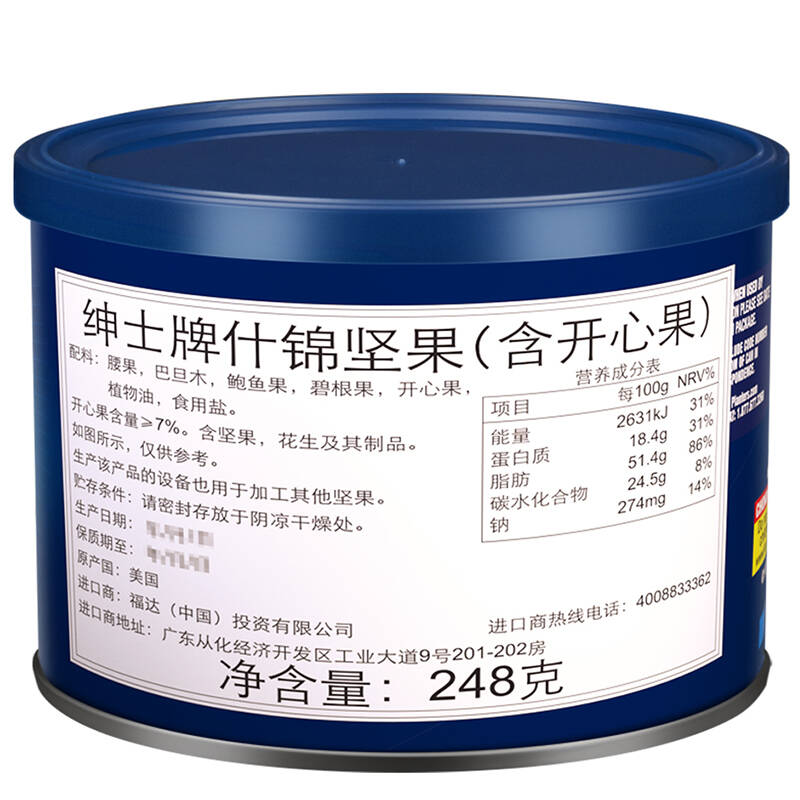 绅士牌什锦坚果(含开心果)
配料：腰果，巴旦木，鲍鱼果，碧根果，开心果，
植物油，食用盐。
开心果含量≥7%。含坚果，花生及其制品。
如图所示，仅供参考。
生产该产品的设备也用于加工其他坚果。
贮存条件：请密封存放于阴凉干燥处。
生产日期：
保质期至：
原产国：美国
进口商：福达（中国）投资有限公司
进口商地址：广东从化经济开发区工业大道9号201-202房
营养成分表
项目 每100g NRV%
能量 2631kJ 31%
蛋白质 18.4g 31%
脂肪 51.4g 86%
碳水化合物 24.5g 8%
钠 274mg 14%
进口商热线电话：4008833362
净含量：248克
WHEN USED BY
ON PLEASE SEE DATE
PACKAGE.